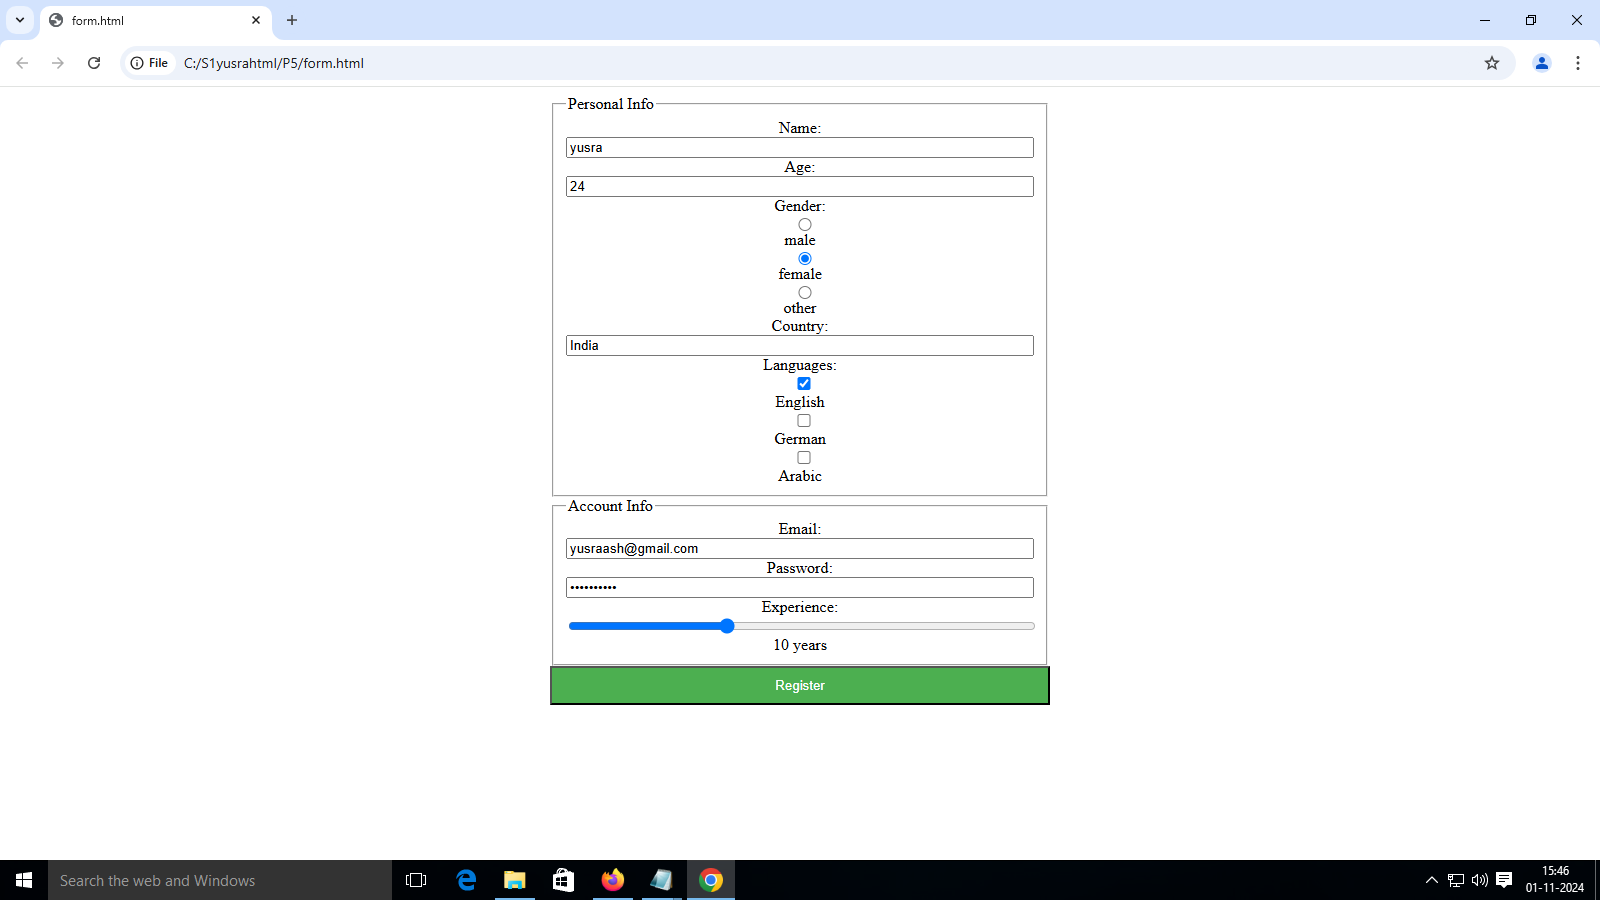 form.html
File
C:/S1yusrahtml/P5/form.html
Personal Info
Name:
yusra
Age:
24
Gender:
male
female
other
Country:
India
Languages:
English
German
Arabic
Account Info
Email:
yusraash@gmail.com
Password:
••••••••••
Experience:
10 years
Register
Search the web and Windows
15:46
01-11-2024